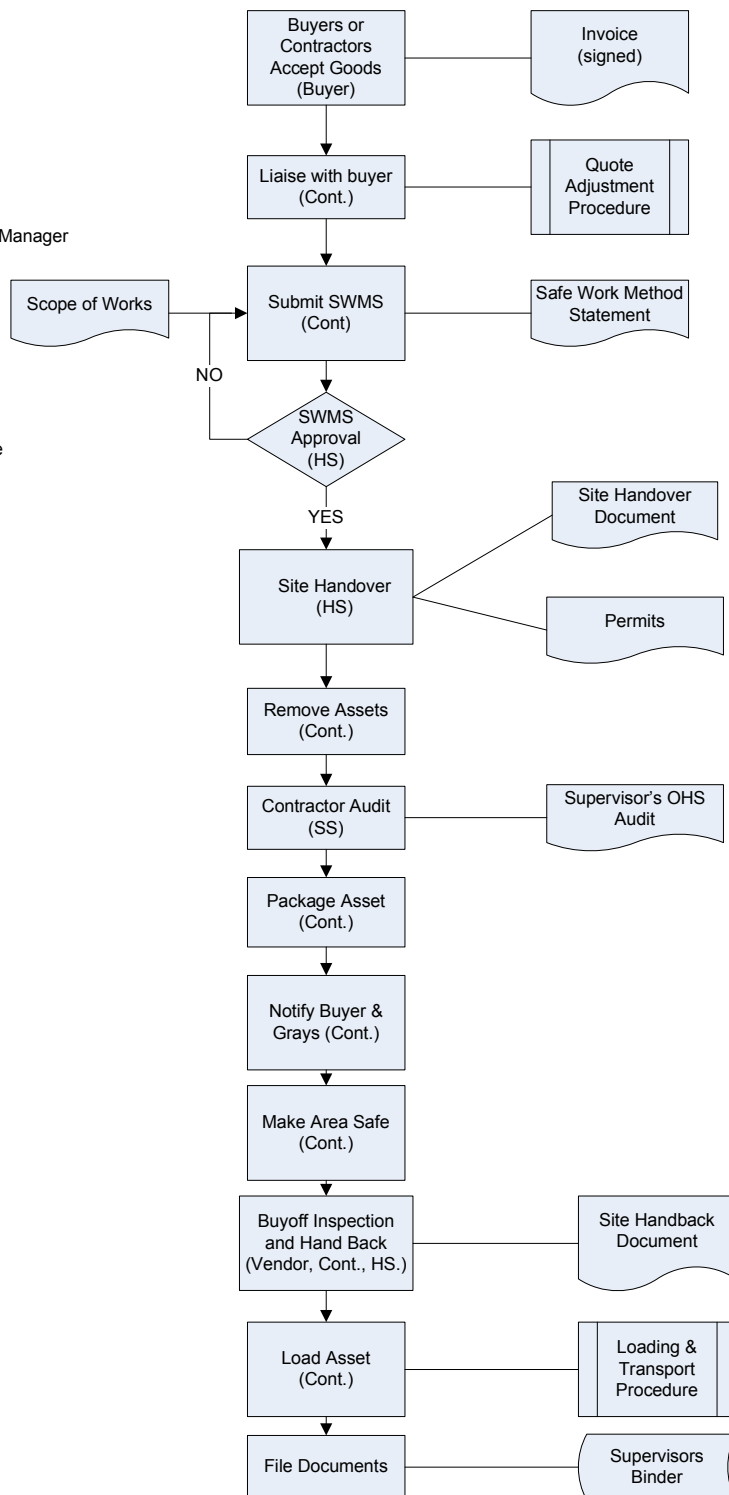 Buyers or
Contractors
Accept Goods
(Buyer)
Invoice
(signed)
Liaise with buyer
(Cont.)
Quote
Adjustment
Procedure
Manager
Scope of Works
Submit SWMS
(Cont)
Safe Work Method
Statement
NO
SWMS
Approval
(HS)
e
YES
Site Handover
(HS)
Site Handover
Document
Permits
Remove Assets
(Cont.)
Contractor Audit
(SS)
Supervisor's OHS
Audit
Package Asset
(Cont.)
Notify Buyer &
Grays (Cont.)
Make Area Safe
(Cont.)
Buyoff Inspection
and Hand Back
(Vendor, Cont., HS.)
Site Handback
Document
Load Asset
(Cont.)
Loading &
Transport
Procedure
File Documents
Supervisors
Binder